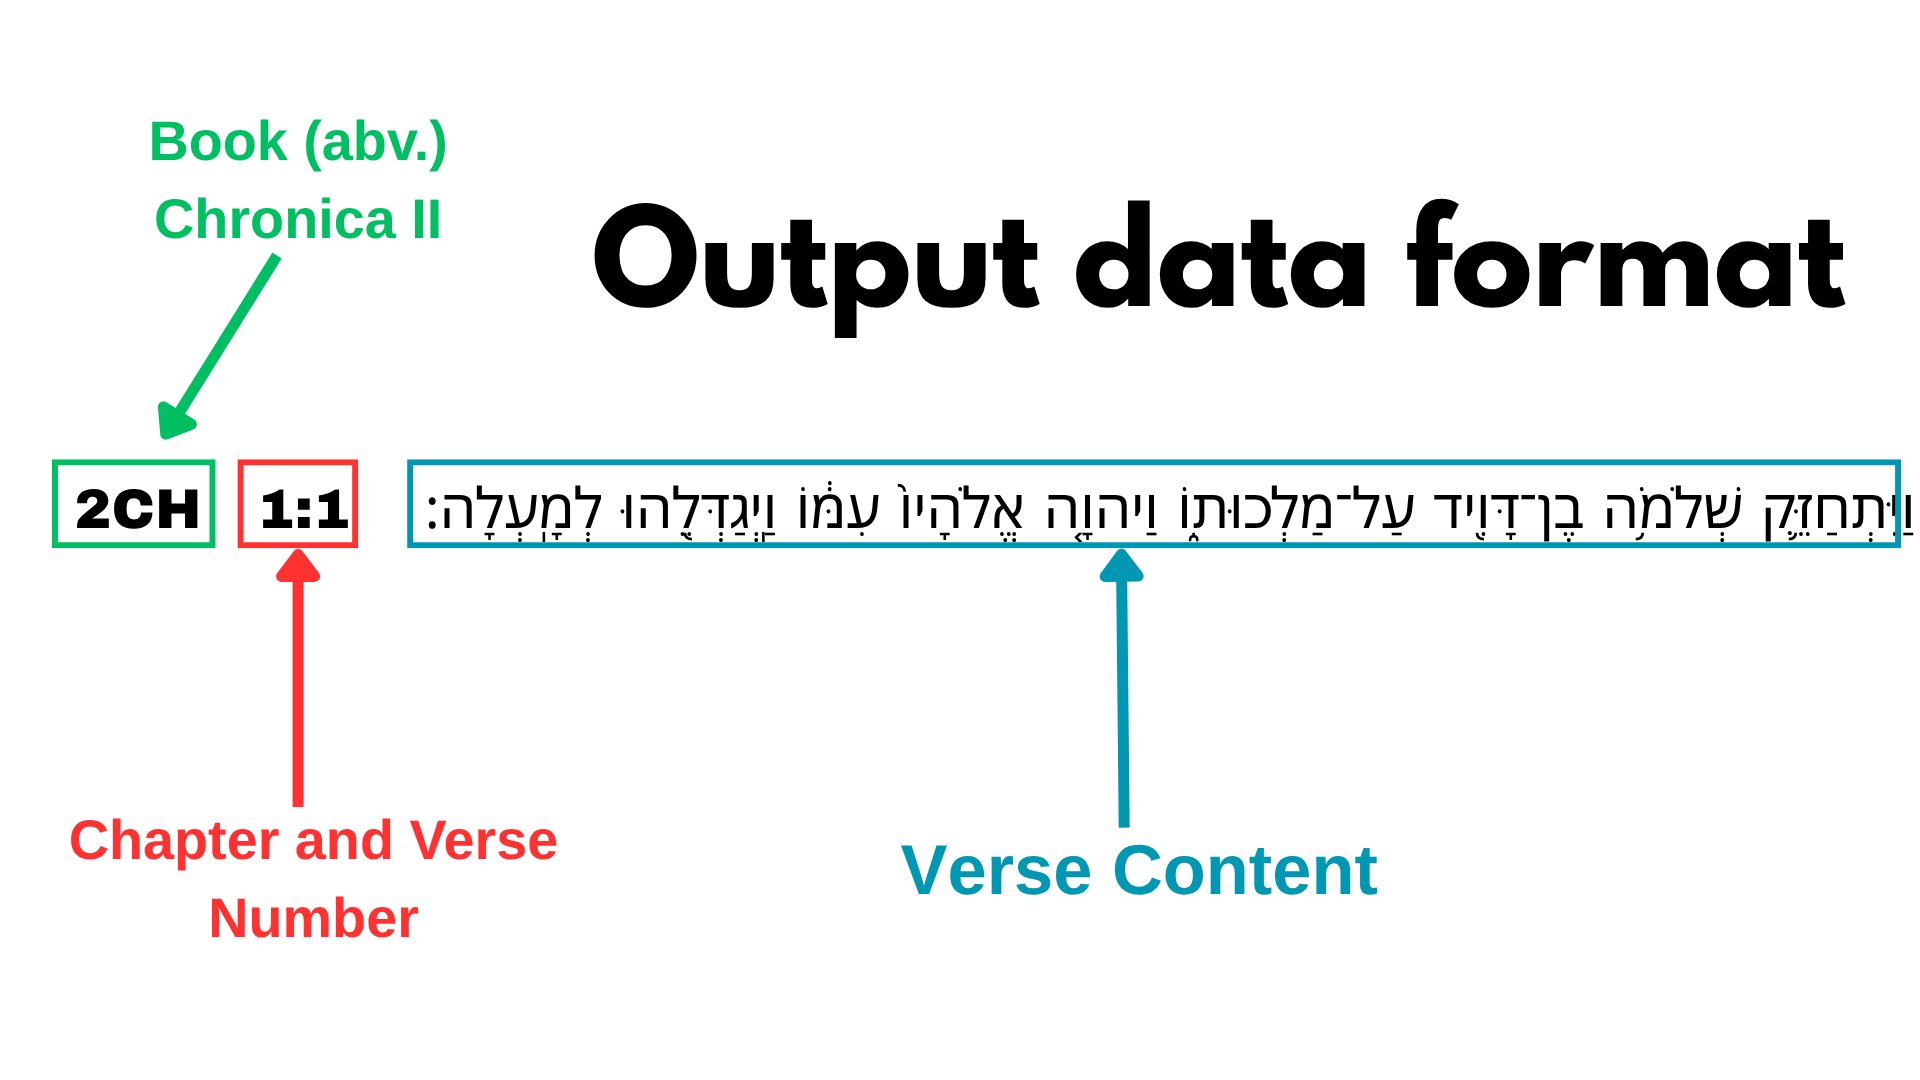 Book (abv.)
Chronica II
Output data format
2CH 1:1 וַיִּתְחַזֵּ֛ק שְׁלֹמֹ֥ה בֶן־דָּוִ֖יד עַל־מַלְכוּת֑וֹ וַיהוָ֤ה אֱלֹהָיו֙ עִמּ֔וֹ וַֽיְגַדְּלֵ֖הוּ לְמָֽעְלָה׃
Chapter and Verse
Number
Verse Content